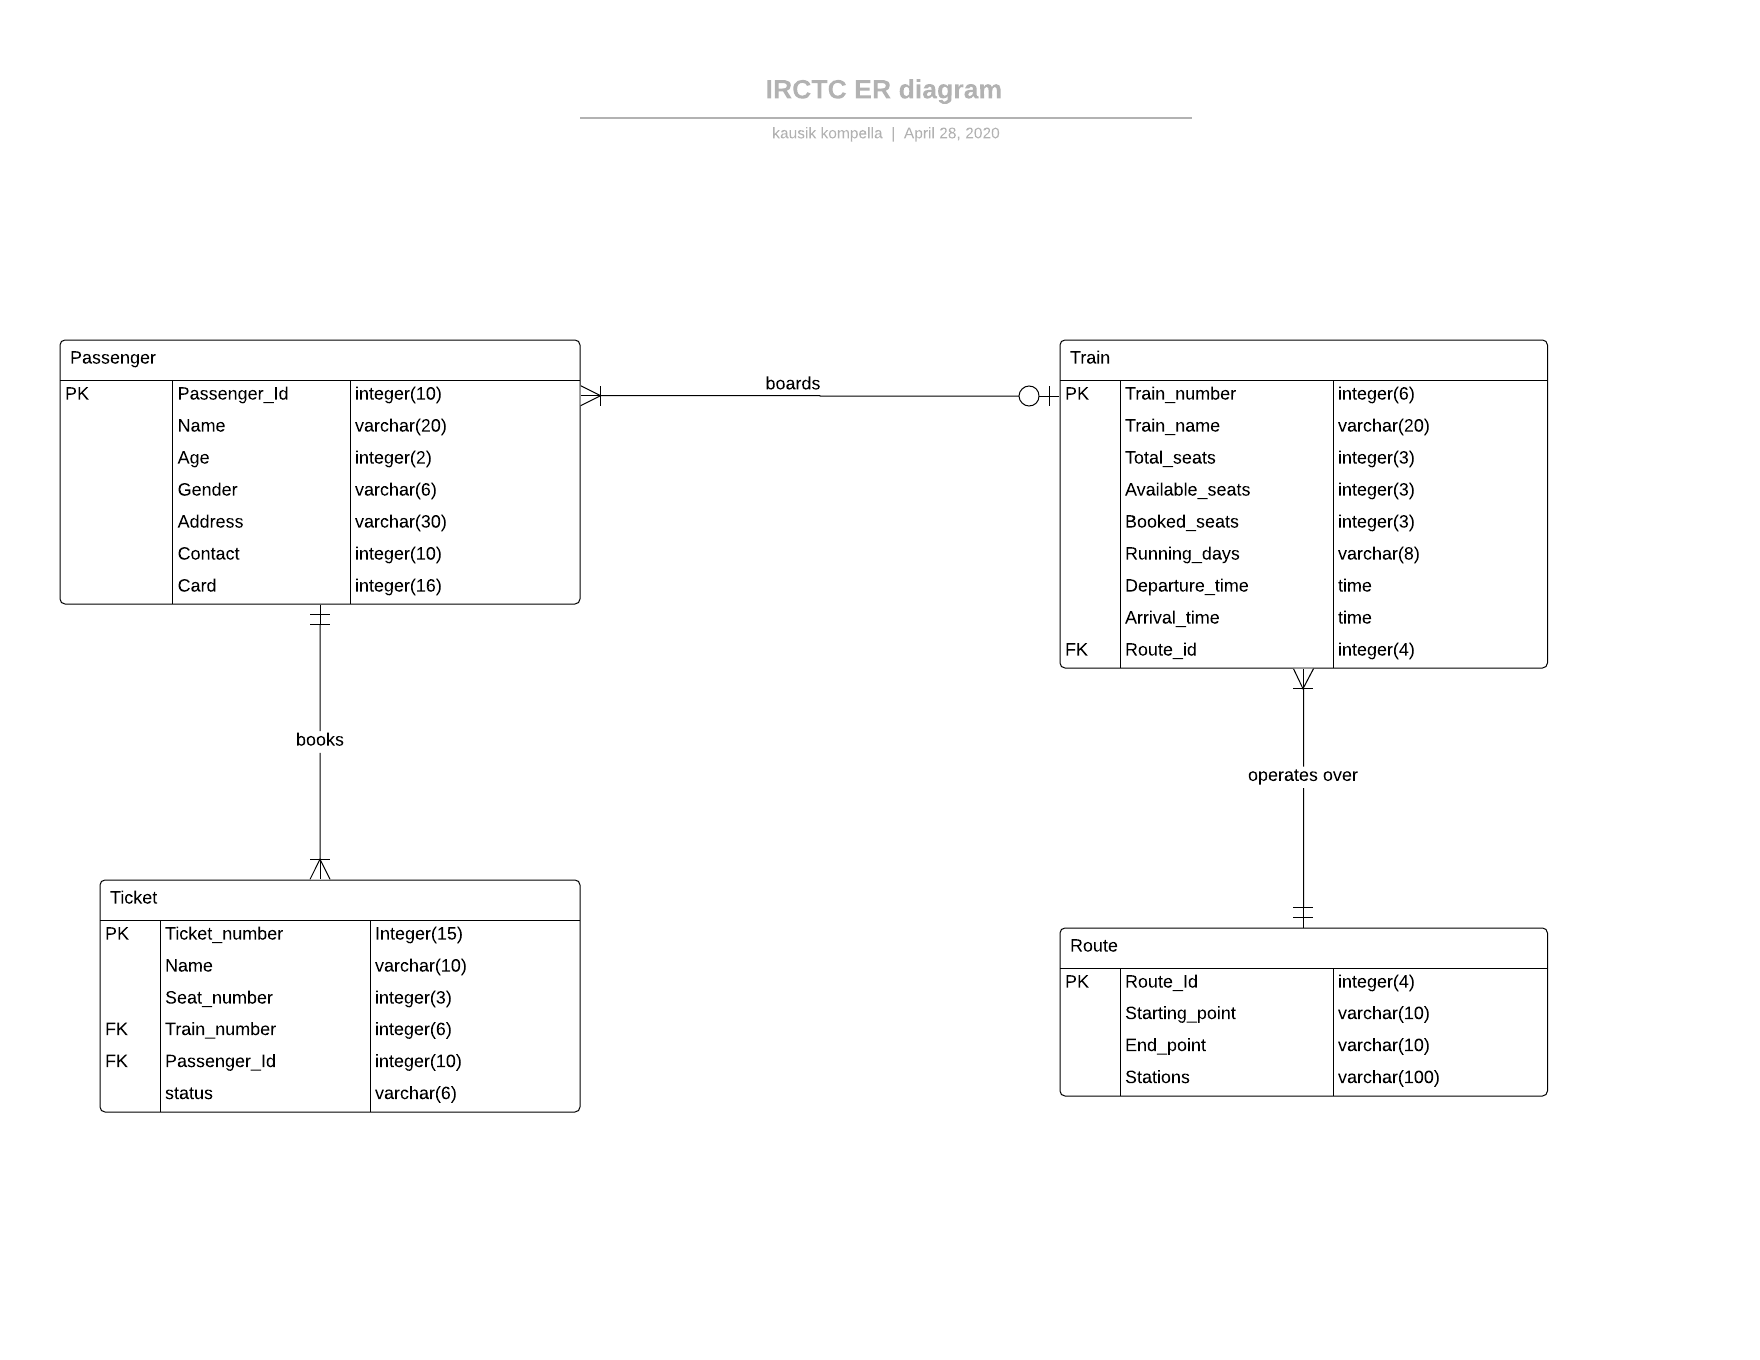 IRCTC ER diagram
kausik kompella | April 28, 2020
Passenger
PK Passenger_Id integer(10)
Name varchar(20)
Age integer(2)
Gender varchar(6)
Address varchar(30)
Contact integer(10)
Card integer(16)
boards
Train
PK Train_number integer(6)
Train_name varchar(20)
Total_seats integer(3)
Available_seats integer(3)
Booked_seats integer(3)
Running_days varchar(8)
Departure_time time
Arrival_time time
FK Route_id integer(4)
books
operates over
Ticket
PK Ticket_number Integer(15)
Name varchar(10)
Seat_number integer(3)
FK Train_number integer(6)
FK Passenger_Id integer(10)
status varchar(6)
Route
PK Route_Id integer(4)
Starting_point varchar(10)
End_point varchar(10)
Stations varchar(100)